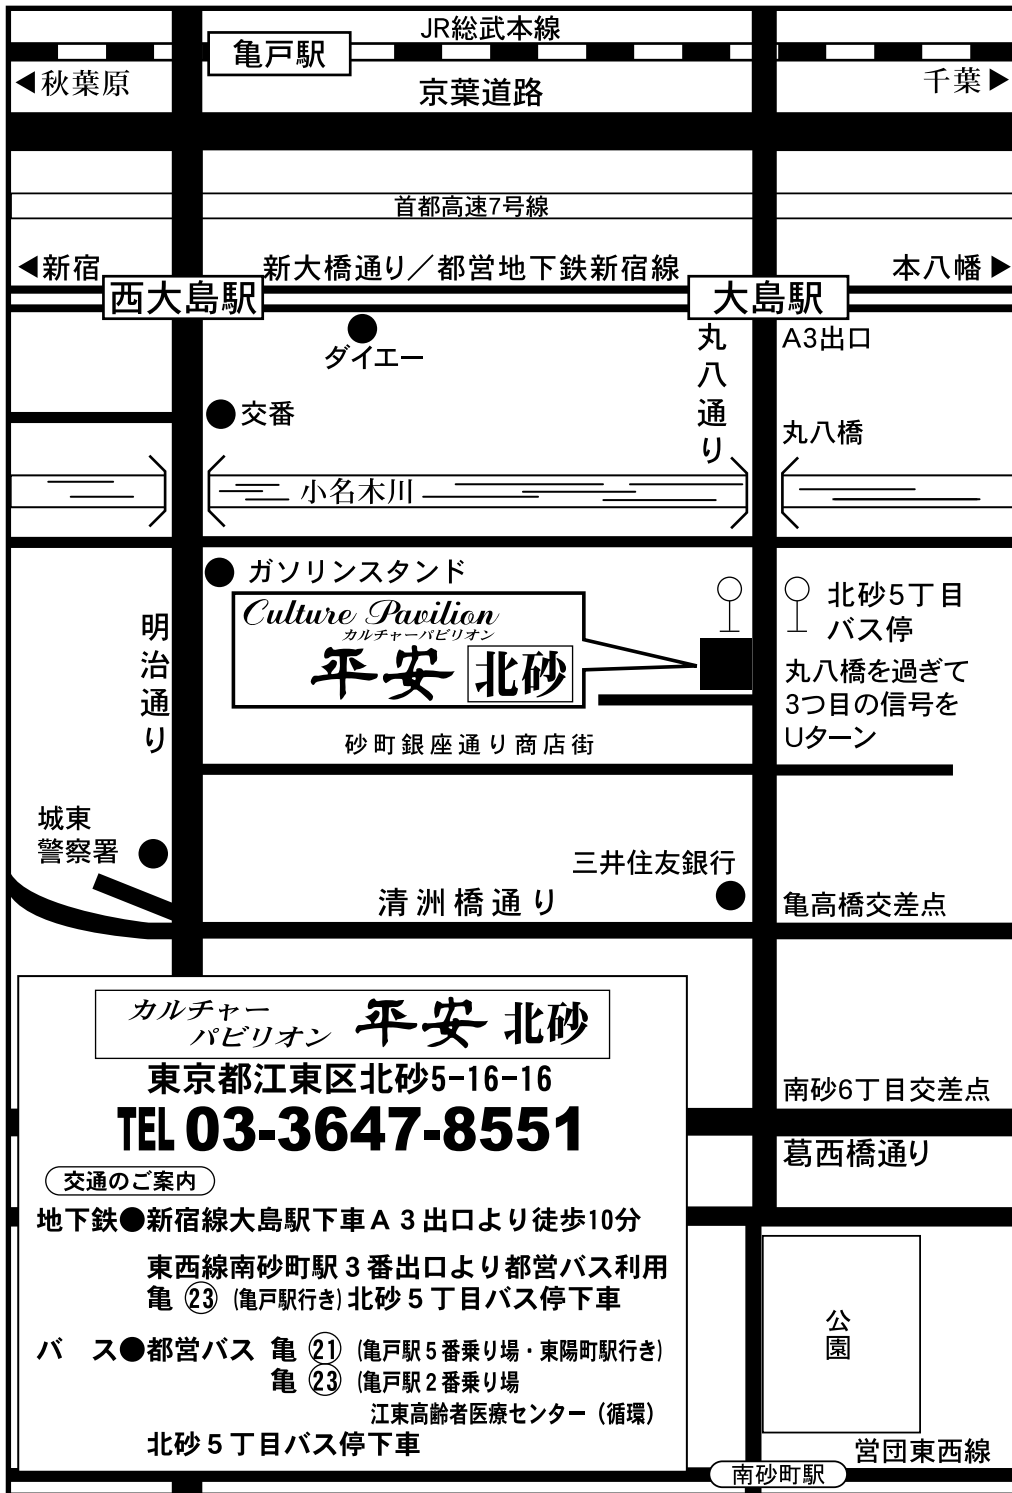 JR総武本線
亀戸駅
◀秋葉原
京葉道路
千葉▶
首都高速7号線
◀新宿
新大橋通り／都営地下鉄新宿線
本八幡▶
西大島駅
大島駅
ダイエー
丸八通り
A3出口
交番
丸八橋
小名木川
ガソリンスタンド
Culture Pavilion
カルチャーパビリオン
平安 北砂
北砂5丁目
バス停
丸八橋を過ぎて
3つ目の信号を
Uターン
明治通り
砂町銀座通り商店街
城東
警察署
三井住友銀行
清洲橋通り
亀高橋交差点
カルチャー
パビリオン 平安 北砂
東京都江東区北砂5-16-16
TEL 03-3647-8551
交通のご案内
地下鉄●新宿線大島駅下車A3出口より徒歩10分
東西線南砂町駅3番出口より都営バス利用
亀㉓(亀戸駅行き)北砂5丁目バス停下車
バス●都営バス 亀㉑(亀戸駅5番乗り場・東陽町駅行き)
亀㉓(亀戸駅2番乗り場
江東高齢者医療センター(循環)
北砂5丁目バス停下車
南砂6丁目交差点
葛西橋通り
公園
営団東西線
南砂町駅